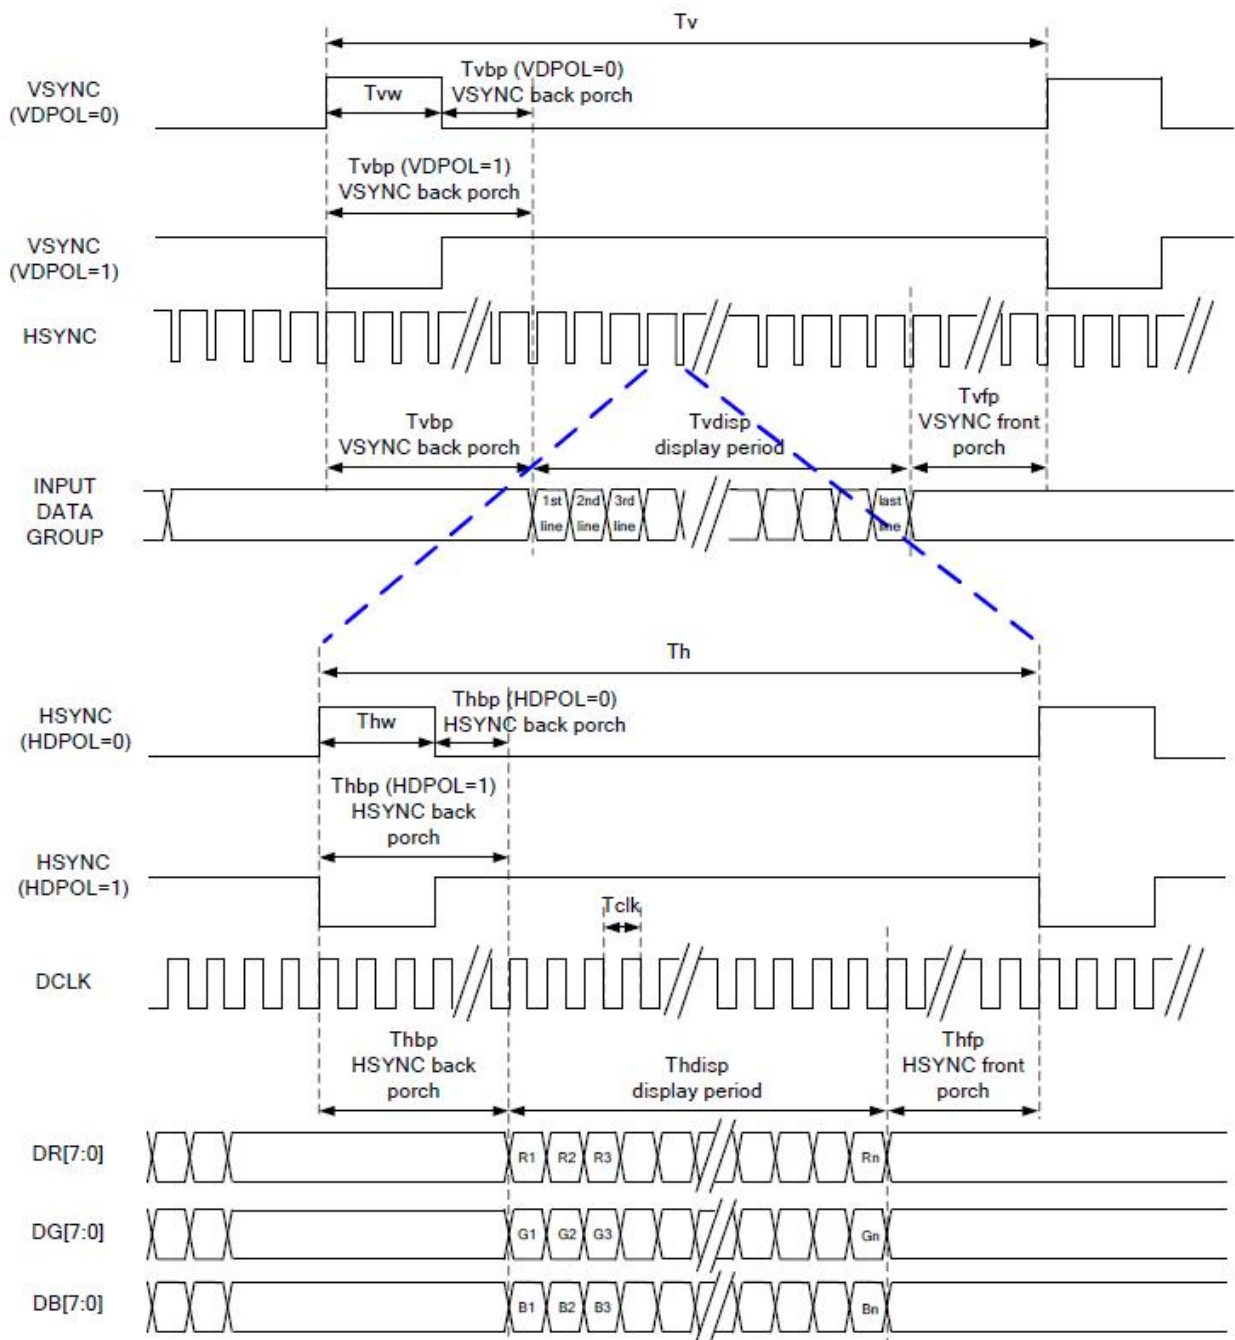 Tv
VSYNC
(VDPOL=0)
Tvw
Tvbp (VDPOL=0)
VSYNC back porch
Tvbp (VDPOL=1)
VSYNC back porch
VSYNC
(VDPOL=1)
HSYNC
Tvbp
VSYNC back porch
Tvdisp
display period
Tvfp
VSYNC front
porch
INPUT
DATA
GROUP
1st
line
2nd
line
3rd
line
last
line
Th
HSYNC
(HDPOL=0)
Thw
Thbp (HDPOL=0)
HSYNC back porch
Thbp (HDPOL=1)
HSYNC back
porch
HSYNC
(HDPOL=1)
Tclk
DCLK
Thbp
HSYNC back
porch
Thdisp
display period
Thfp
HSYNC front
porch
DR[7:0]
R1
R2
R3
Rn
DG[7:0]
G1
G2
G3
Gn
DB[7:0]
B1
B2
B3
Bn